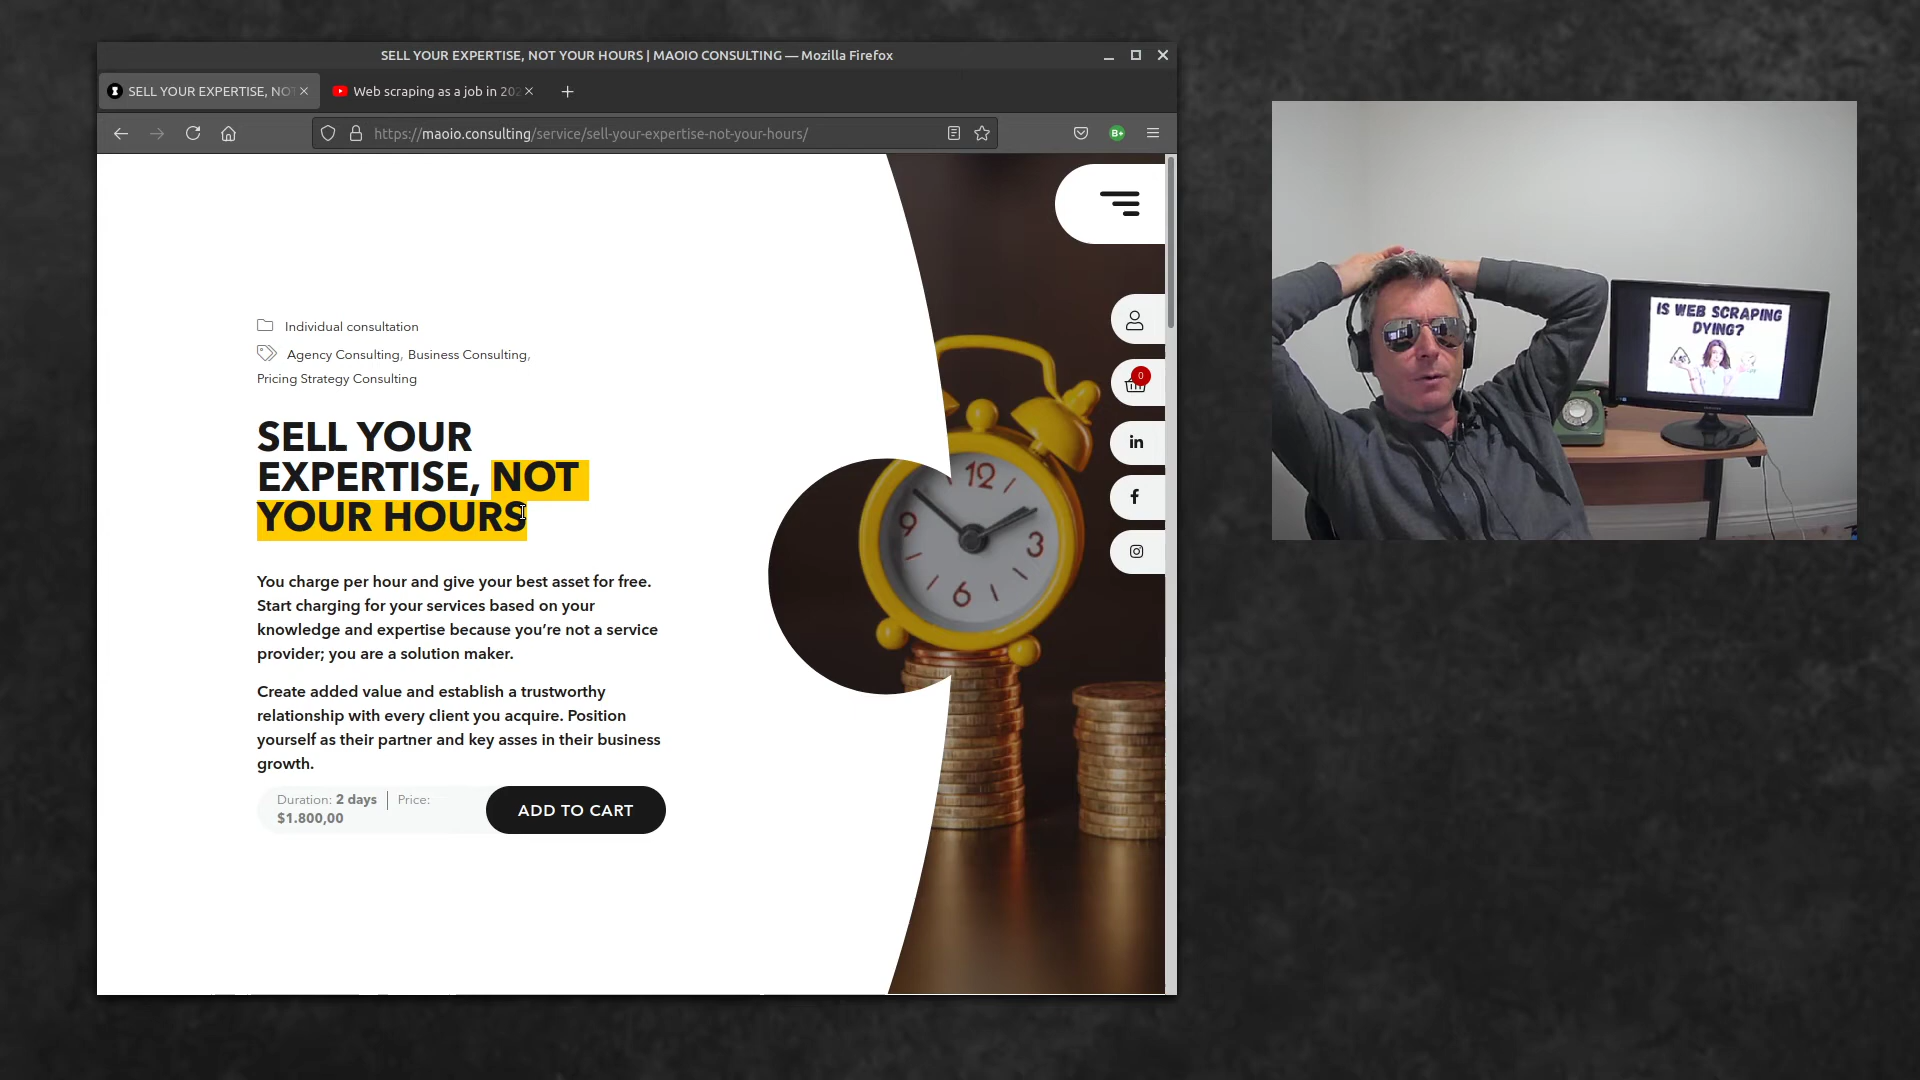 SELL YOUR EXPERTISE, NOT YOUR HOURS | MAOIO CONSULTING — Mozilla Firefox
SELL YOUR EXPERTISE, NOT
Web scraping as a job in 202
https://maoio.consulting/service/sell-your-expertise-not-your-hours/
B+
Individual consultation
Agency Consulting, Business Consulting,
Pricing Strategy Consulting
SELL YOUR
EXPERTISE, NOT
YOUR HOURS
You charge per hour and give your best asset for free.
Start charging for your services based on your
knowledge and expertise because you’re not a service
provider; you are a solution maker.
Create added value and establish a trustworthy
relationship with every client you acquire. Position
yourself as their partner and key asses in their business
growth.
Duration: 2 days | Price:
$1.800,00
ADD TO CART
12
9
3
6
0
in
f
IS WEB SCRAPING
DYING?